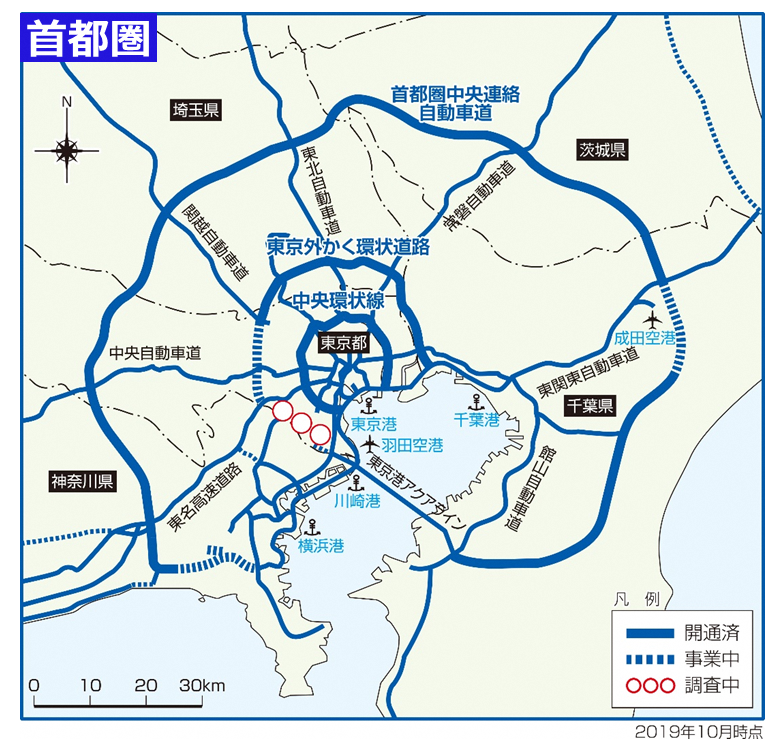 首都圏
N
埼玉県
首都圏中央連絡
自動車道
茨城県
東北自動車道
常磐自動車道
関越自動車道
東京外かく環状道路
中央環状線
東京都
中央自動車道
成田空港
東関東自動車道
千葉県
東京港
千葉港
羽田空港
神奈川県
東名高速道路
川崎港
東京港アクアライン
館山自動車道
横浜港
凡 例
開通済
事業中
調査中
0 10 20 30km
2019年10月時点